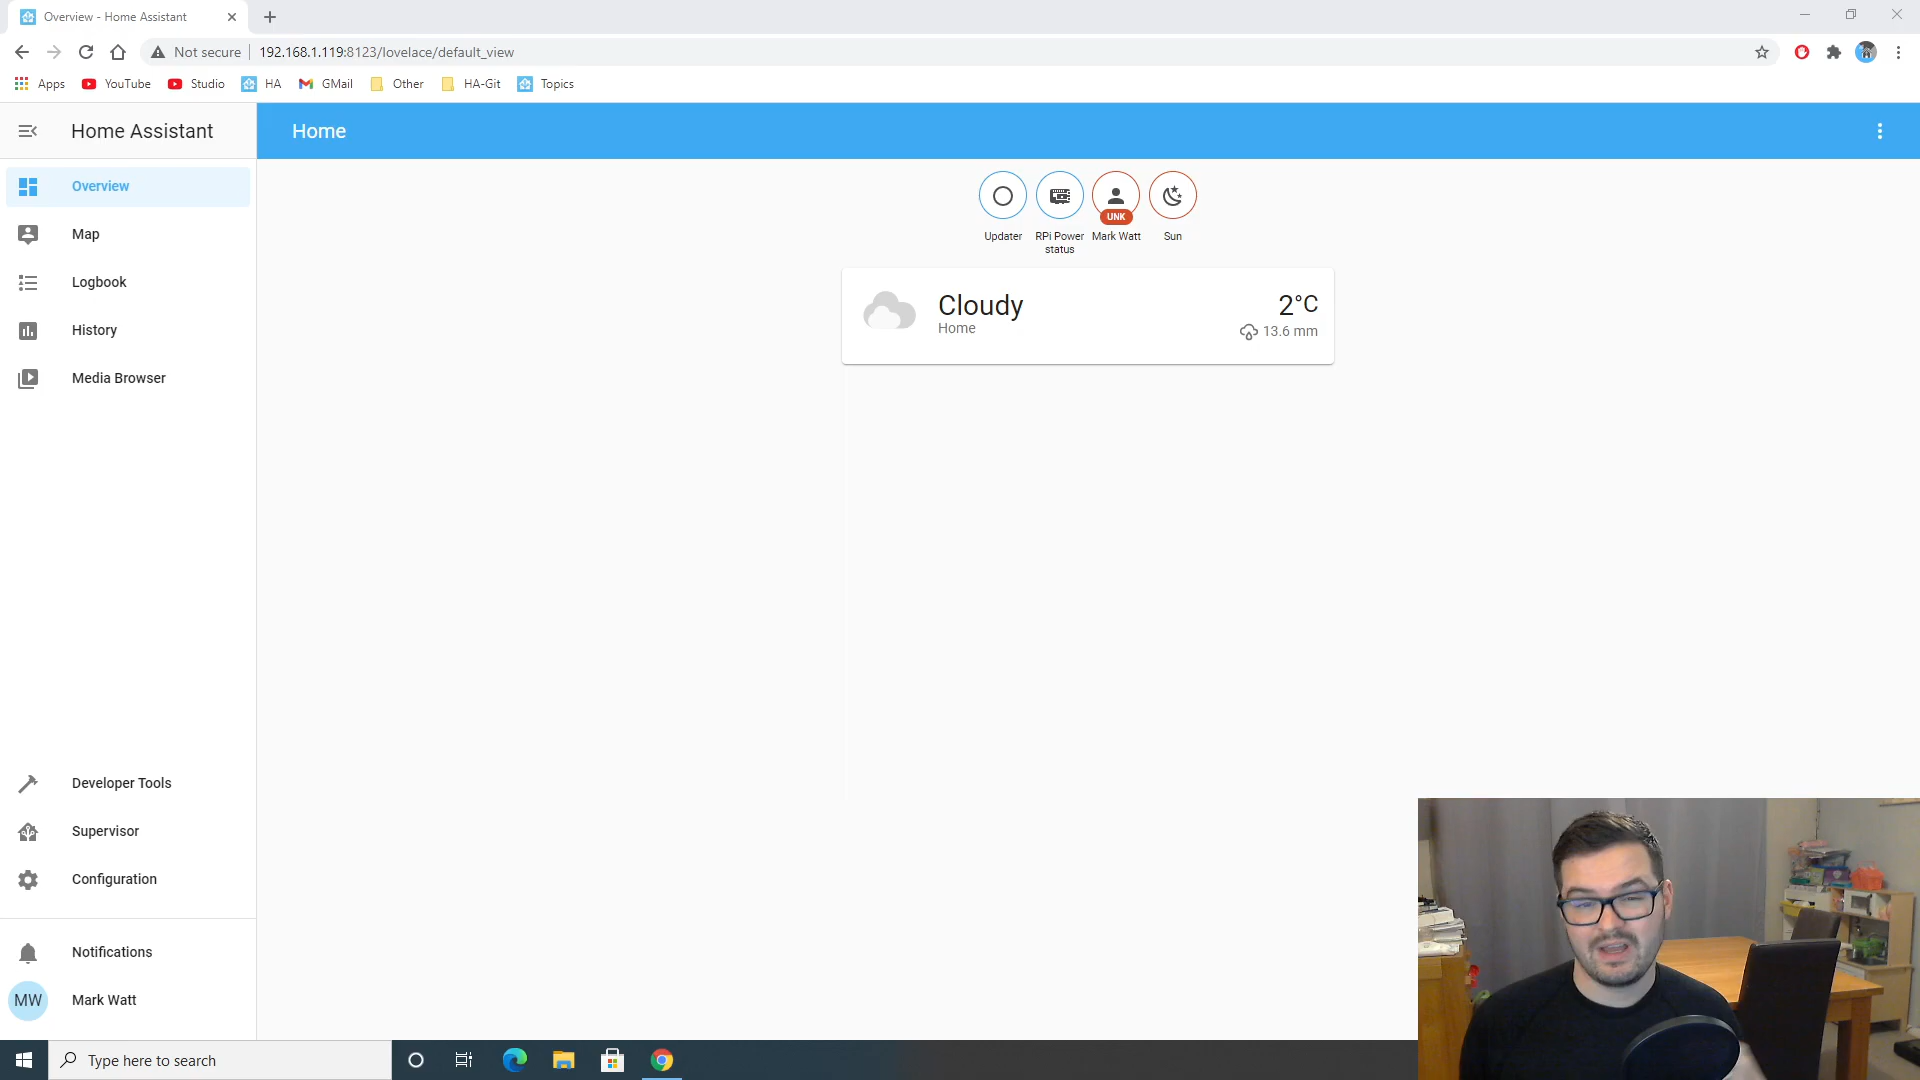 Overview - Home Assistant
Not secure 192.168.1.119:8123/lovelace/default_view
Apps YouTube Studio HA GMail Other HA-Git Topics
Home Assistant
Home
Overview
Map
Logbook
History
Media Browser
Developer Tools
Supervisor
Configuration
Notifications
MW Mark Watt
UNK
Updater RPi Power Mark Watt Sun
status
Cloudy 2°C
Home 13.6 mm
Type here to search